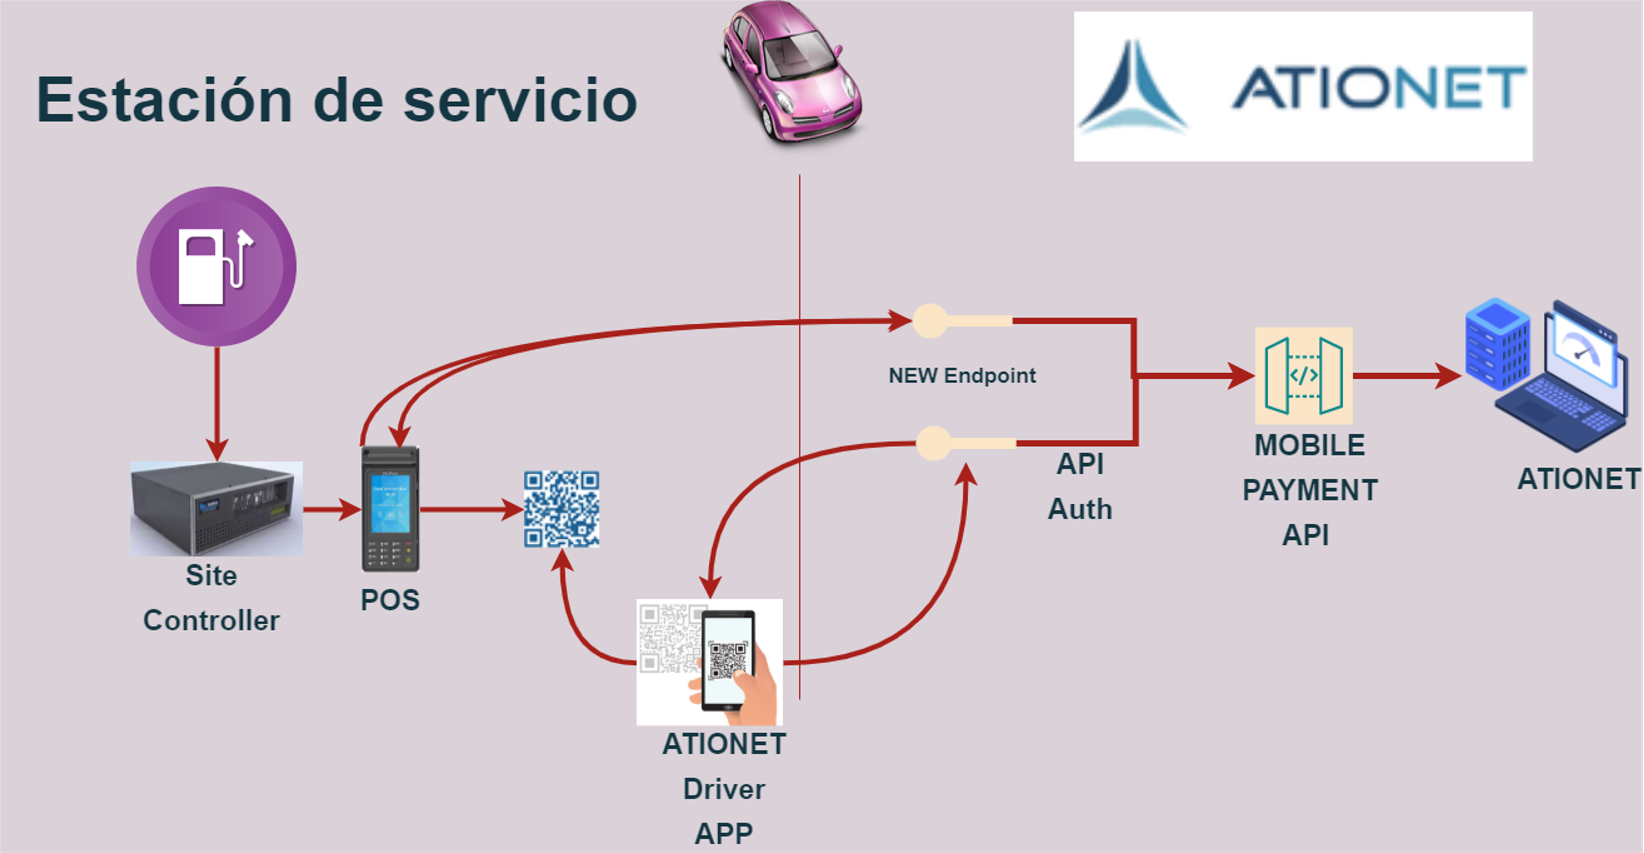 Estación de servicio
ATIONET
NEW Endpoint
API
Auth
MOBILE
PAYMENT
API
ATIONET
Site
Controller
POS
ATIONET
Driver
APP